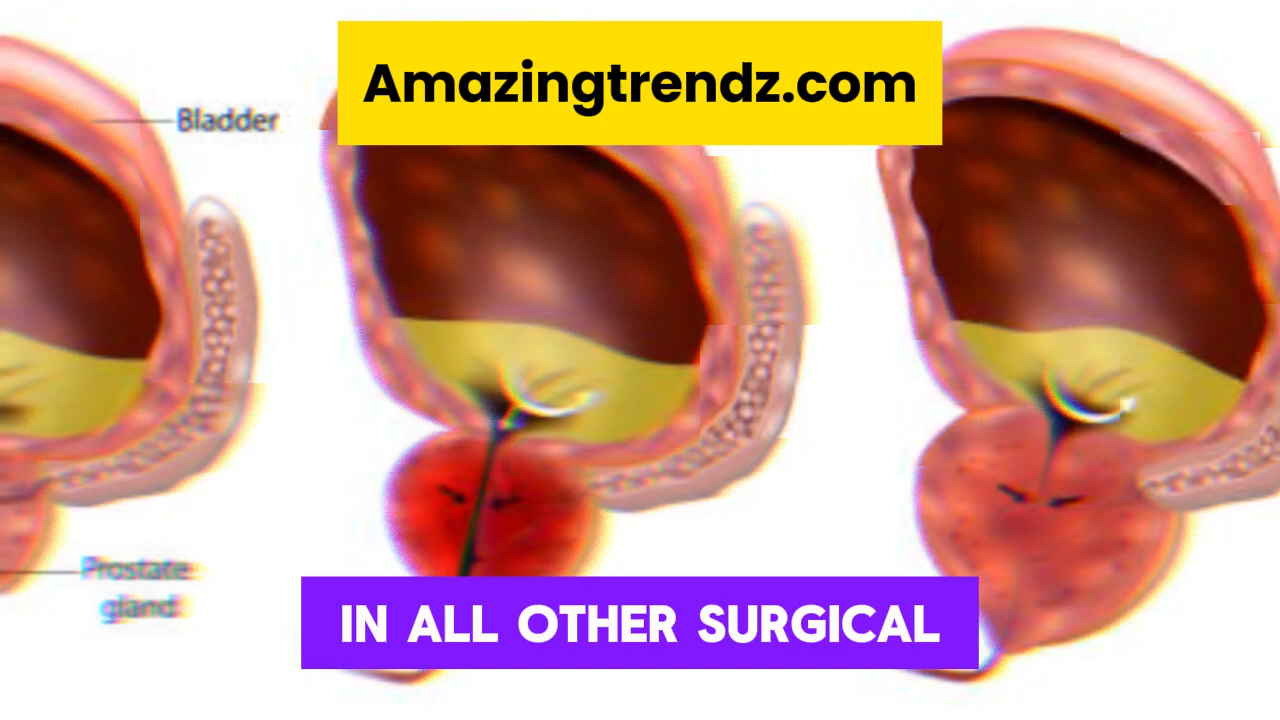 Amazingtrendz.com
Bladder
Prostate
gland
IN ALL OTHER SURGICAL